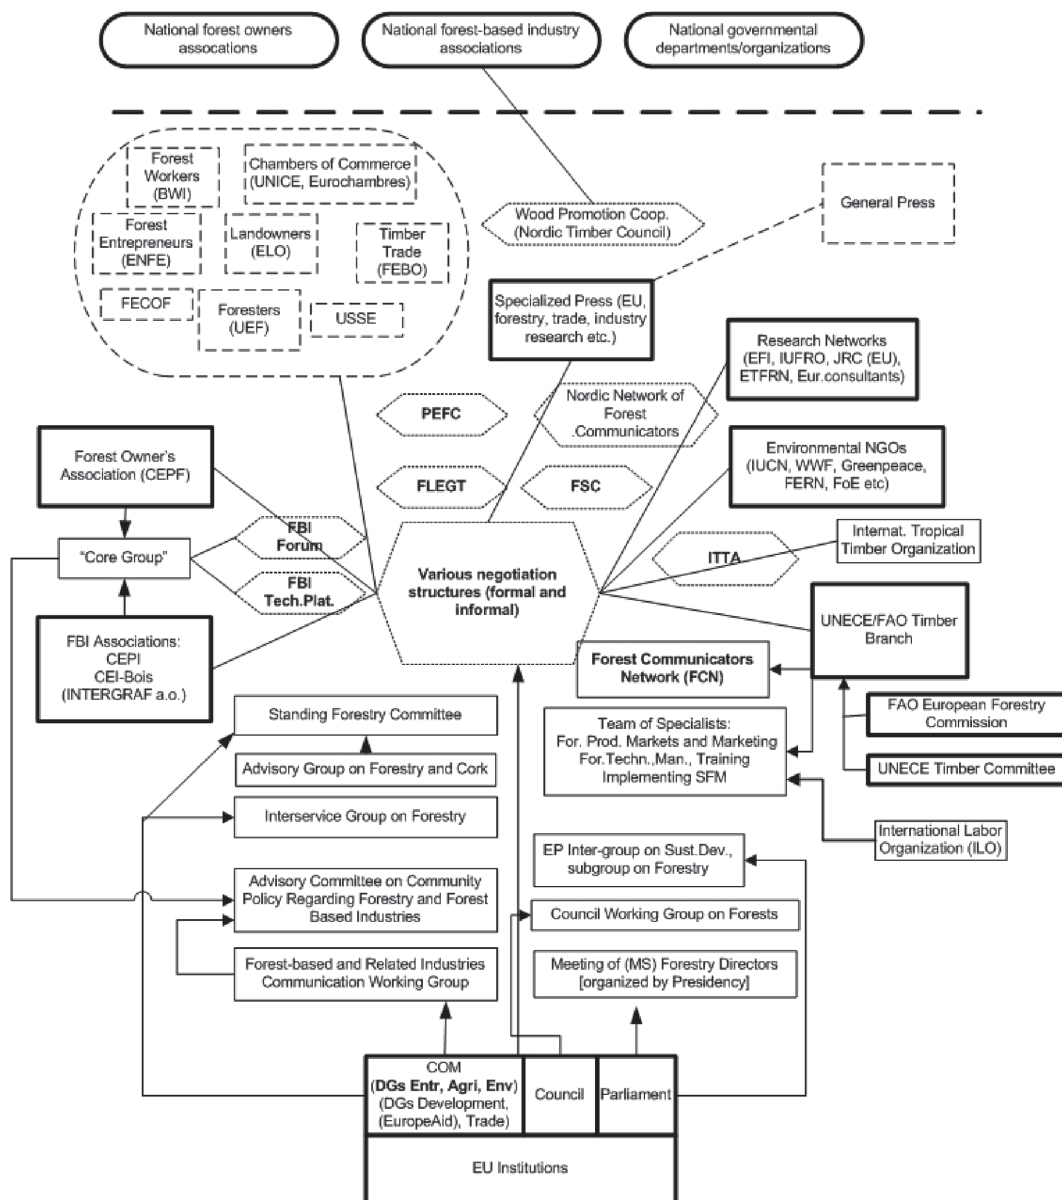 National forest owners
assocations
National forest-based industry
associations
National governmental
departments/organizations
Forest
Workers
(BWI)
Chambers of Commerce
(UNICE, Eurochambres)
Forest
Entrepreneurs
(ENFE)
Landowners
(ELO)
Timber
Trade
(FEBO)
FECOF
Foresters
(UEF)
USSE
Wood Promotion Coop.
(Nordic Timber Council)
General Press
Specialized Press (EU,
forestry, trade, industry
research etc.)
Research Networks
(EFI, IUFRO, JRC (EU),
ETFRN, Eur.consultants)
PEFC
Nordic Network of
Forest
.Communicators
Forest Owner's
Association (CEPF)
Environmental NGOs
(IUCN, WWF, Greenpeace,
FERN, FoE etc)
FLEGT
FSC
FBI
Forum
"Core Group"
FBI
Tech.Plat.
Various negotiation
structures (formal and
informal)
ITTA
Internat. Tropical
Timber Organization
FBI Associations:
CEPI
CEI-Bois
(INTERGRAF a.o.)
UNECE/FAO Timber
Branch
Forest Communicators
Network (FCN)
FAO European Forestry
Commission
UNECE Timber Committee
Standing Forestry Committee
Advisory Group on Forestry and Cork
Team of Specialists:
For. Prod. Markets and Marketing
For.Techn.,Man., Training
Implementing SFM
Interservice Group on Forestry
International Labor
Organization (ILO)
EP Inter-group on Sust.Dev.,
subgroup on Forestry
Advisory Committee on Community
Policy Regarding Forestry and Forest
Based Industries
Council Working Group on Forests
Forest-based and Related Industries
Communication Working Group
Meeting of (MS) Forestry Directors
[organized by Presidency]
COM
(DGs Entr, Agri, Env)
(DGs Development,
(EuropeAid), Trade)
Council
Parliament
EU Institutions